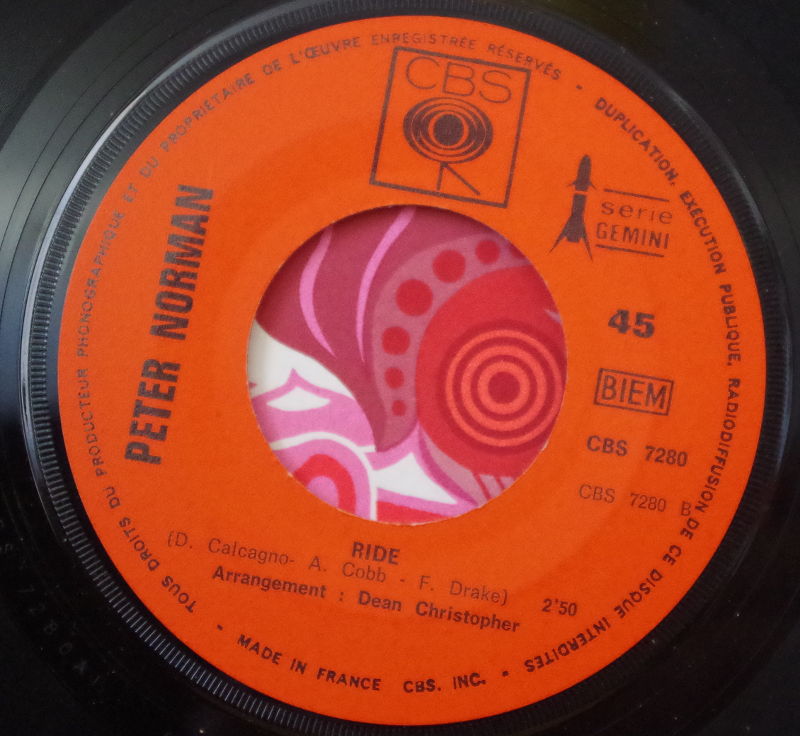 TOUS DROITS DU PRODUCTEUR PHONOGRAPHIQUE ET DU PROPRIÉTAIRE DE L'ŒUVRE ENREGISTRÉE RÉSERVÉS - DUPLICATION, EXÉCUTION PUBLIQUE, RADIODIFFUSION DE CE DISQUE INTERDITES -
CBS
série
GEMINI
PETER NORMAN
45
BIEM
CBS 7280
CBS 7280 B
RIDE
(D. Calcagno- A. Cobb - F. Drake)
2'50
Arrangement : Dean Christopher
- MADE IN FRANCE CBS. INC.